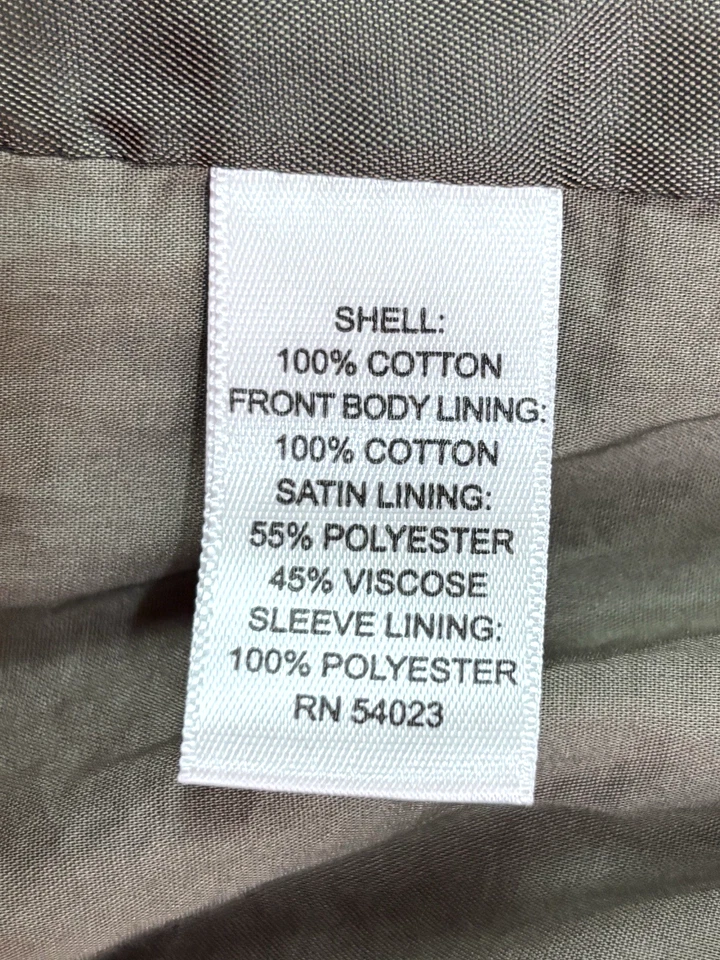 SHELL:
100% COTTON
FRONT BODY LINING:
100% COTTON
SATIN LINING:
55% POLYESTER
45% VISCOSE
SLEEVE LINING:
100% POLYESTER
RN 54023